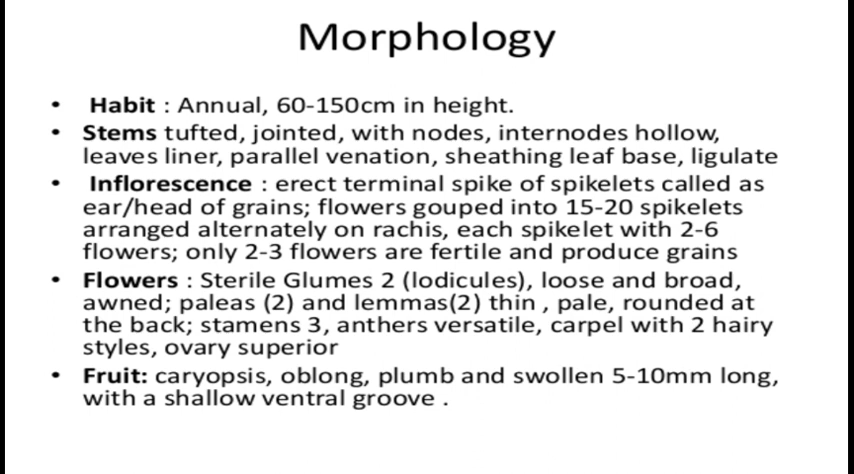 Morphology
• Habit : Annual, 60-150cm in height.
• Stems tufted, jointed, with nodes, internodes hollow,
leaves liner, parallel venation, sheathing leaf base, ligulate
• Inflorescence : erect terminal spike of spikelets called as
ear/head of grains; flowers gouped into 15-20 spikelets
arranged alternately on rachis, each spikelet with 2-6
flowers; only 2-3 flowers are fertile and produce grains
• Flowers : Sterile Glumes 2 (lodicules), loose and broad,
awned; paleas (2) and lemmas(2) thin , pale, rounded at
the back; stamens 3, anthers versatile, carpel with 2 hairy
styles, ovary superior
• Fruit: caryopsis, oblong, plumb and swollen 5-10mm long,
with a shallow ventral groove .